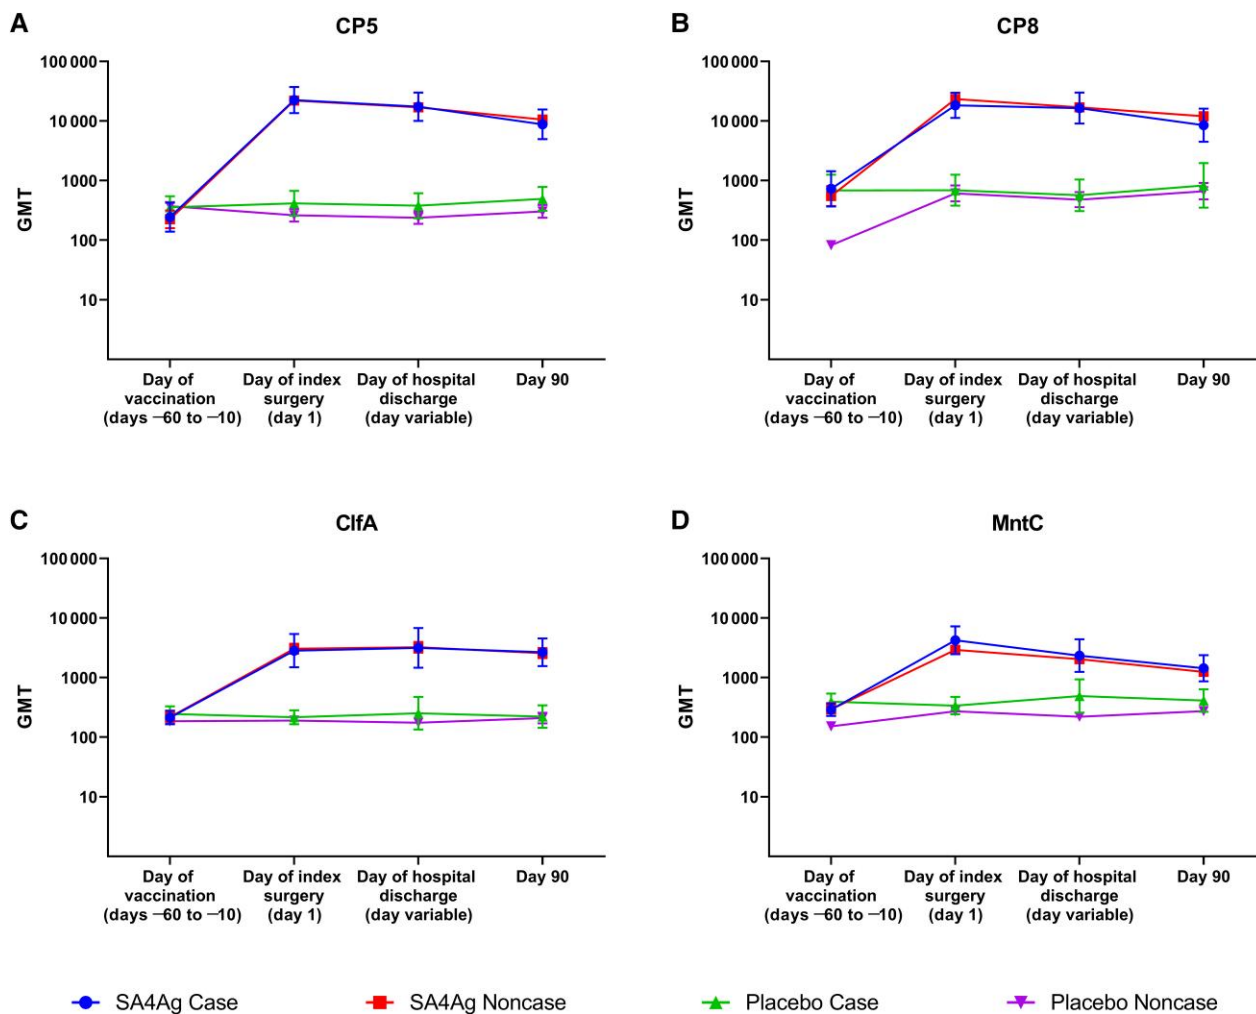 A
CP5
100 000
10 000
1000
100
10
GMT
Day of
vaccination
(days −60 to −10)
Day of index
surgery
(day 1)
Day of hospital
discharge
(day variable)
Day 90
B
CP8
100 000
10 000
1000
100
10
GMT
Day of
vaccination
(days −60 to −10)
Day of index
surgery
(day 1)
Day of hospital
discharge
(day variable)
Day 90
C
ClfA
100 000
10 000
1000
100
10
GMT
Day of
vaccination
(days −60 to −10)
Day of index
surgery
(day 1)
Day of hospital
discharge
(day variable)
Day 90
D
MntC
100 000
10 000
1000
100
10
GMT
Day of
vaccination
(days −60 to −10)
Day of index
surgery
(day 1)
Day of hospital
discharge
(day variable)
Day 90
SA4Ag Case
SA4Ag Noncase
Placebo Case
Placebo Noncase